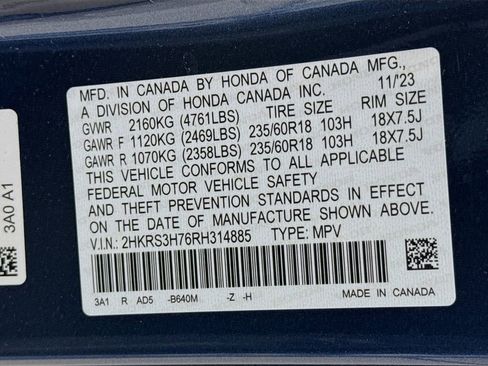 MFD. IN CANADA BY HONDA OF CANADA MFG.,
A DIVISION OF HONDA CANADA INC. 11/'23
GVWR 2160KG (4761LBS) TIRE SIZE RIM SIZE
GAWR F 1120KG (2469LBS) 235/60R18 103H 18X7.5J
GAWR R 1070KG (2358LBS) 235/60R18 103H 18X7.5J
THIS VEHICLE CONFORMS TO ALL APPLICABLE
FEDERAL MOTOR VEHICLE SAFETY
AND THEFT PREVENTION STANDARDS IN EFFECT
ON THE DATE OF MANUFACTURE SHOWN ABOVE.
V.I.N: 2HKRS3H76RH314885 TYPE: MPV
3A1 R AD5 -B640M -Z -H MADE IN CANADA
3A0 A1